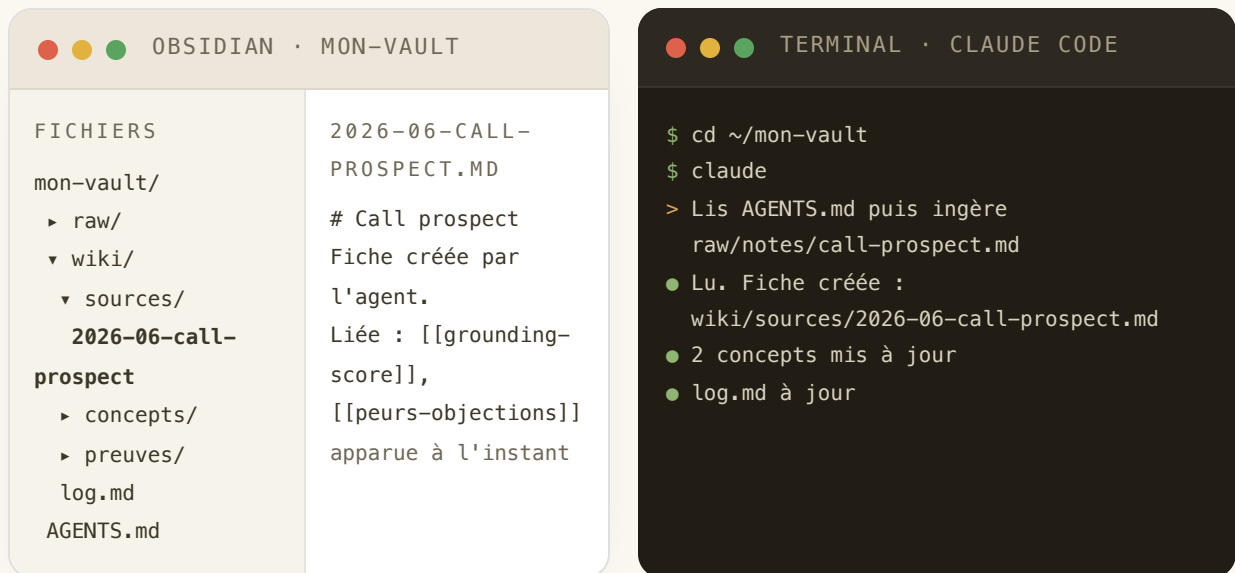 OBSIDIAN · MON-VAULT
FICHIERS
mon-vault/
▸ raw/
▾ wiki/
▾ sources/
2026-06-call-
prospect
▸ concepts/
▸ preuves/
log.md
AGENTS.md
2026-06-CALL-
PROSPECT.MD
# Call prospect
Fiche créée par
l'agent.
Liée : [[grounding-
score]],
[[peurs-objections]]
apparue à l'instant
TERMINAL · CLAUDE CODE
$ cd ~/mon-vault
$ claude
> Lis AGENTS.md puis ingère
raw/notes/call-prospect.md
● Lu. Fiche créée :
wiki/sources/2026-06-call-prospect.md
● 2 concepts mis à jour
● log.md à jour